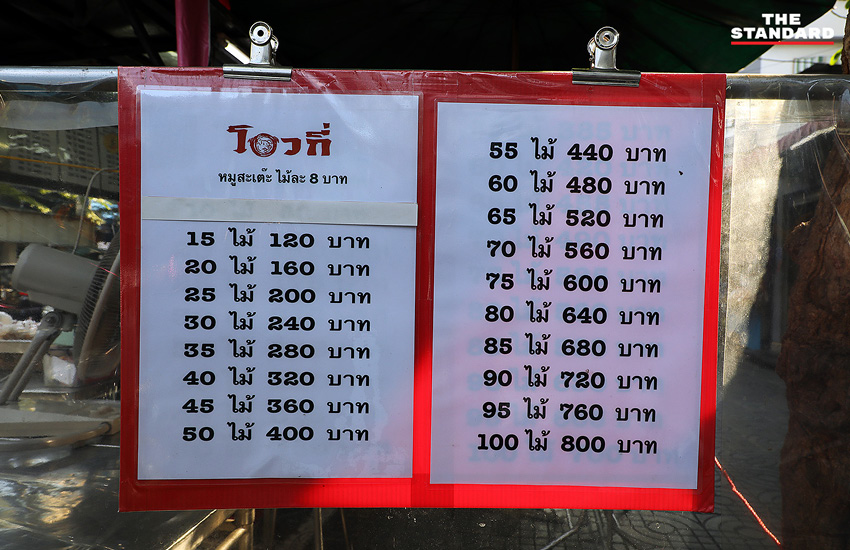 THE
STANDARD
โอวกี่
หมูสะเต๊ะ ไม้ละ 8 บาท
15 ไม้ 120 บาท
20 ไม้ 160 บาท
25 ไม้ 200 บาท
30 ไม้ 240 บาท
35 ไม้ 280 บาท
40 ไม้ 320 บาท
45 ไม้ 360 บาท
50 ไม้ 400 บาท
55 ไม้ 440 บาท
60 ไม้ 480 บาท
65 ไม้ 520 บาท
70 ไม้ 560 บาท
75 ไม้ 600 บาท
80 ไม้ 640 บาท
85 ไม้ 680 บาท
90 ไม้ 720 บาท
95 ไม้ 760 บาท
100 ไม้ 800 บาท